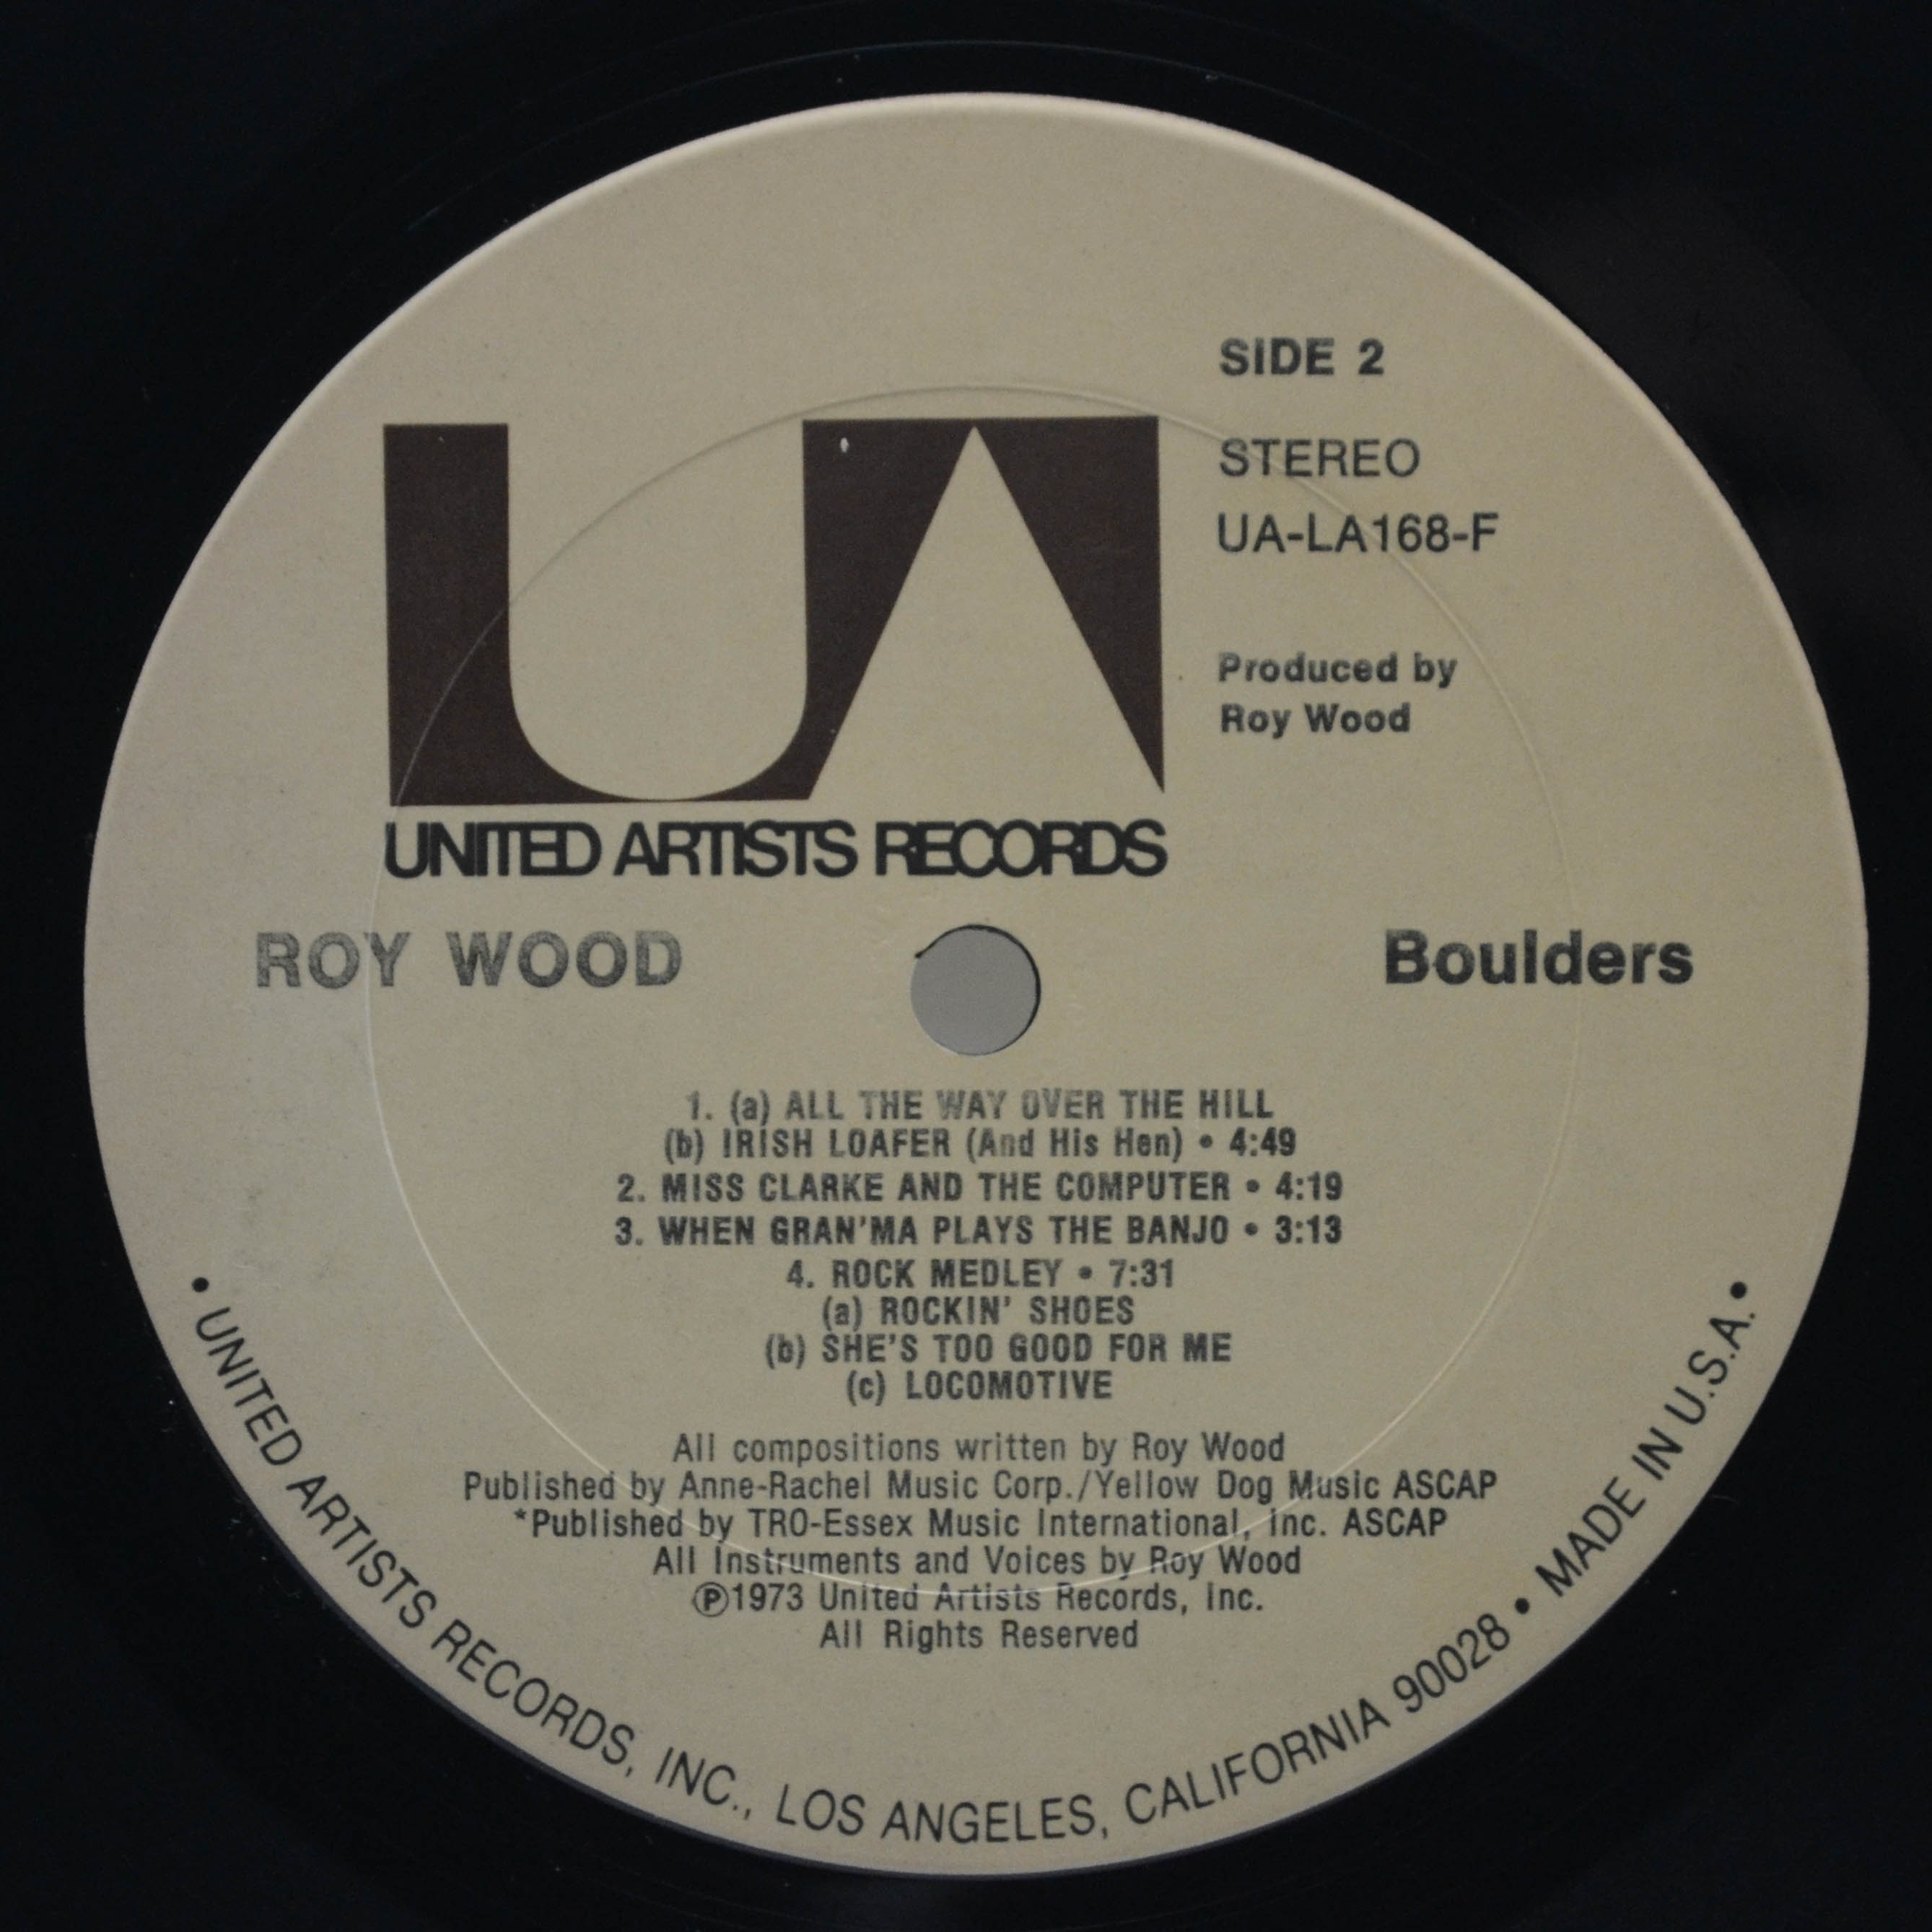 SIDE 2
STEREO
UA-LA168-F
Produced by
Roy Wood
UA
UNITED ARTISTS RECORDS
ROY WOOD
Boulders
1. (a) ALL THE WAY OVER THE HILL
(b) IRISH LOAFER (And His Hen) • 4:49
2. MISS CLARKE AND THE COMPUTER • 4:19
3. WHEN GRAN'MA PLAYS THE BANJO • 3:13
4. ROCK MEDLEY • 7:31
(a) ROCKIN' SHOES
(b) SHE'S TOO GOOD FOR ME
(c) LOCOMOTIVE
All compositions written by Roy Wood
Published by Anne-Rachel Music Corp./Yellow Dog Music ASCAP
*Published by TRO-Essex Music International, Inc. ASCAP
All Instruments and Voices by Roy Wood
℗1973 United Artists Records, Inc.
All Rights Reserved
• UNITED ARTISTS RECORDS, INC., LOS ANGELES, CALIFORNIA 90028 • MADE IN U.S.A. •